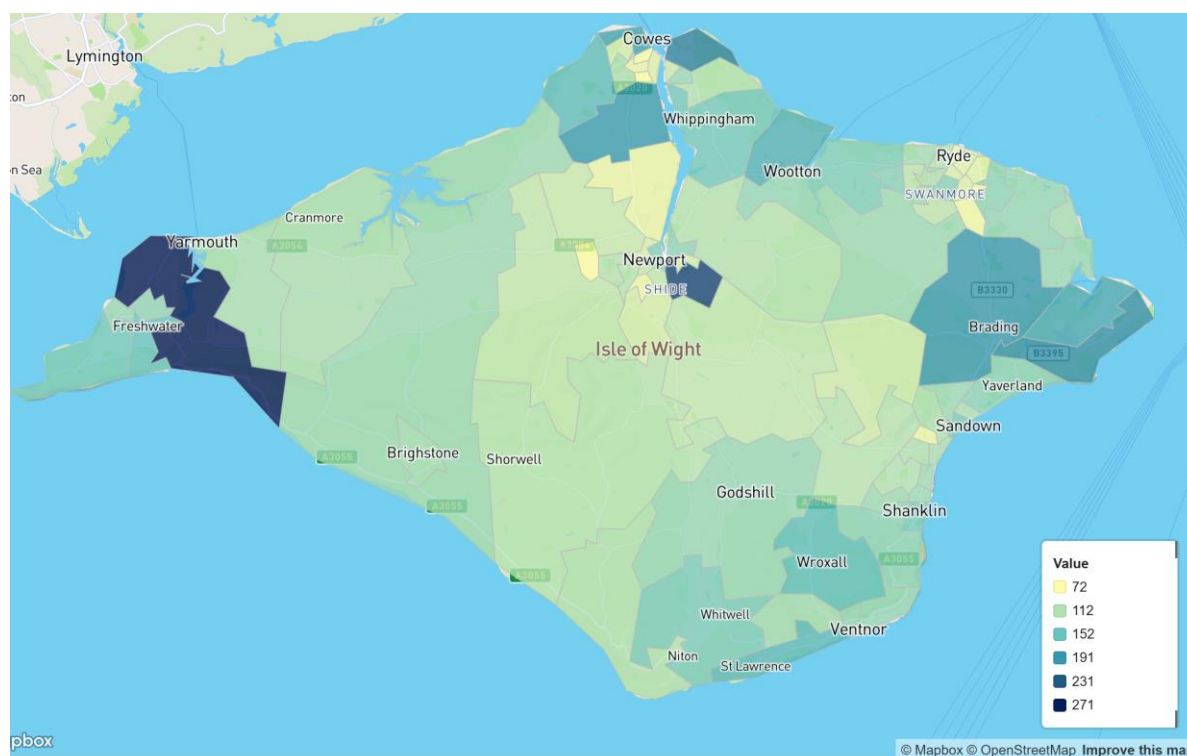 Lymington
on Sea
Cowes
A3020
Whippingham
Wootton
Ryde
SWANMORE
Cranmore
Yarmouth
A3054
A3054
Newport
SHIDE
B3330
Freshwater
Brading
Isle of Wight
B3395
Yaverland
Sandown
Brighstone
Shorwell
A3055
Godshill
A3055
A3020
Shanklin
Wroxall
A3055
A3055
Whitwell
Ventnor
Niton
St Lawrence
Value
72
112
152
191
231
271
pbox
© Mapbox © OpenStreetMap Improve this ma